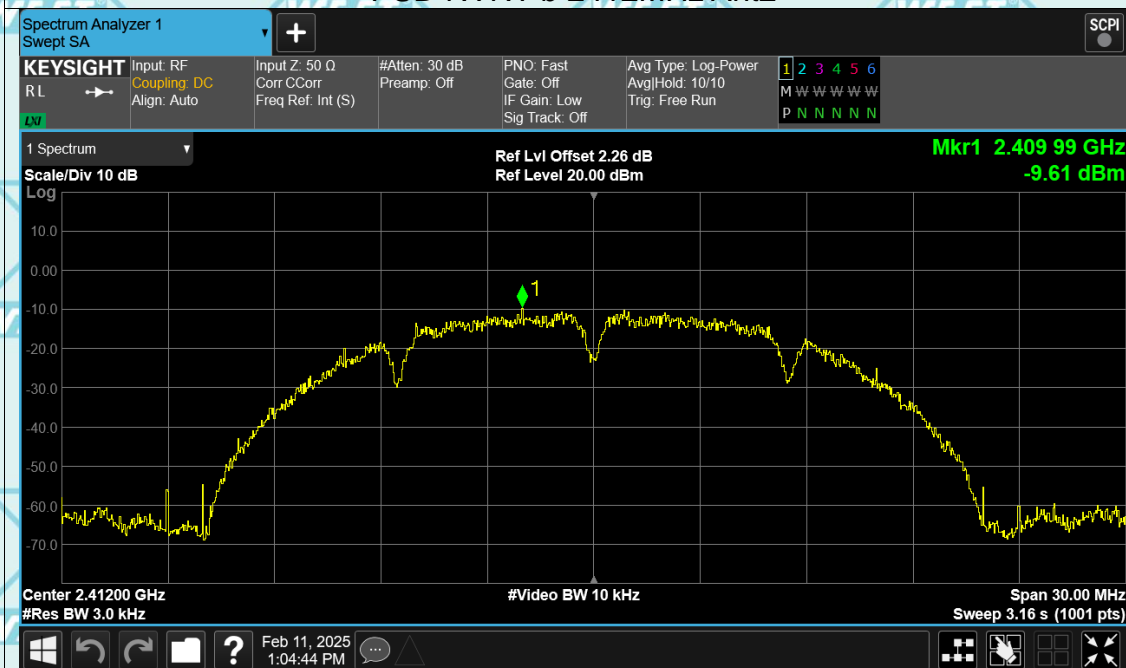 Spectrum Analyzer 1
Swept SA
+
SCPI
KEYSIGHT
RL
LXI
Input: RF
Coupling: DC
Align: Auto
Input Z: 50 Ω
Corr CCorr
Freq Ref: Int (S)
#Atten: 30 dB
Preamp: Off
PNO: Fast
Gate: Off
IF Gain: Low
Sig Track: Off
Avg Type: Log-Power
Avg|Hold: 10/10
Trig: Free Run
1 2 3 4 5 6
M W W W W W
P N N N N N
1 Spectrum
Scale/Div 10 dB
Ref Lvl Offset 2.26 dB
Ref Level 20.00 dBm
Mkr1 2.409 99 GHz
-9.61 dBm
Log
10.0
0.00
-10.0
-20.0
-30.0
-40.0
-50.0
-60.0
-70.0
1
Center 2.41200 GHz
#Video BW 10 kHz
Span 30.00 MHz
#Res BW 3.0 kHz
Sweep 3.16 s (1001 pts)
?
Feb 11, 2025
1:04:44 PM